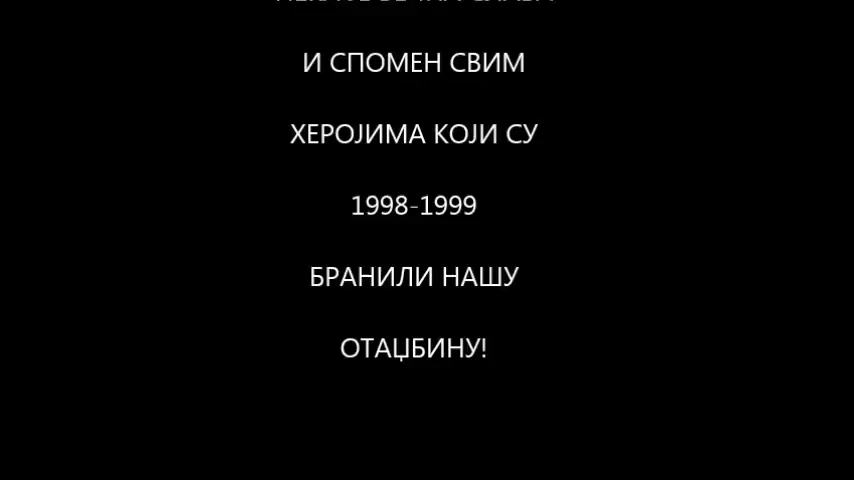 И СПОМЕН СВИМ
ХЕРОЈИМА КОЈИ СУ
1998-1999
БРАНИЛИ НАШУ
ОТАЏБИНУ!